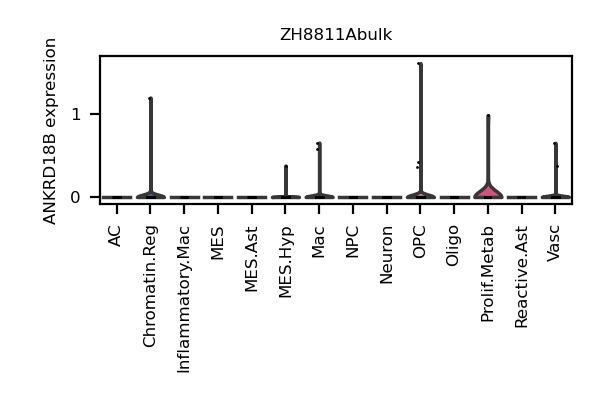 ZH8811Abulk
ANKRD18B expression
1
0
AC
Chromatin.Reg
Inflammatory.Mac
MES
MES.Ast
MES.Hyp
Mac
NPC
Neuron
OPC
Oligo
Prolif.Metab
Reactive.Ast
Vasc